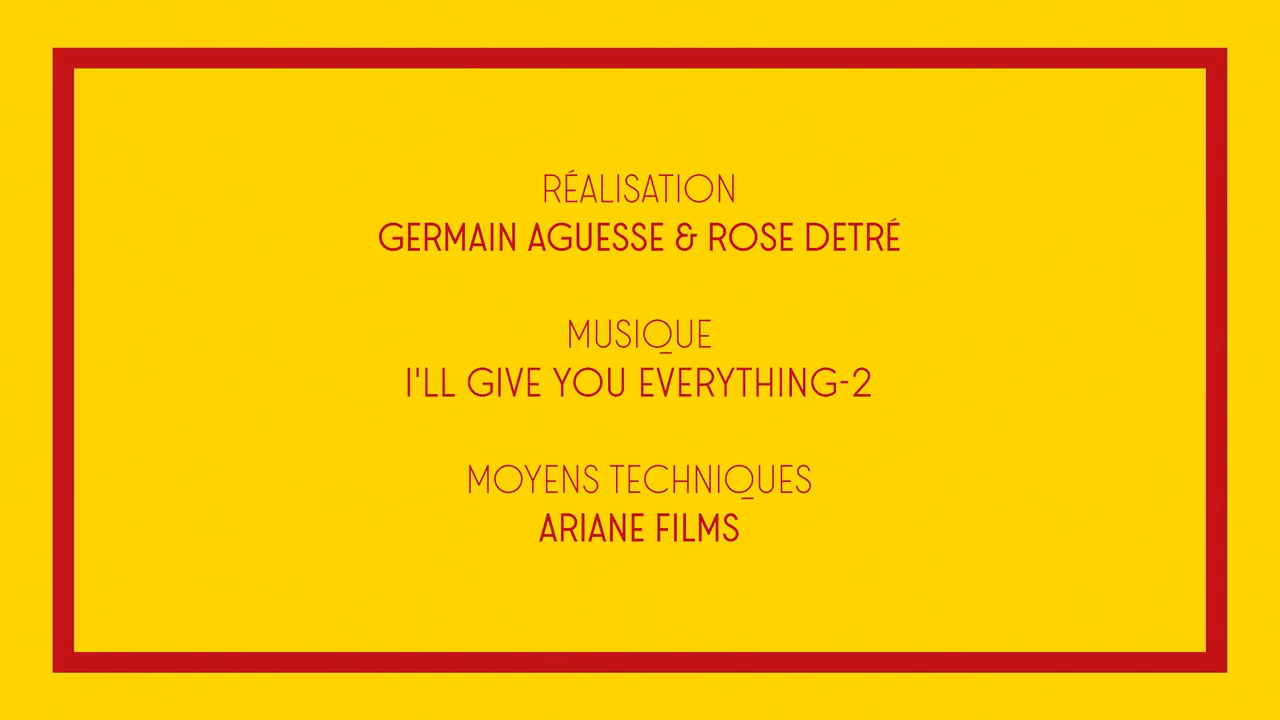 RÉALISATION
GERMAIN AGUESSE & ROSE DETRÉ
MUSIQUE
I'LL GIVE YOU EVERYTHING-2
MOYENS TECHNIQUES
ARIANE FILMS